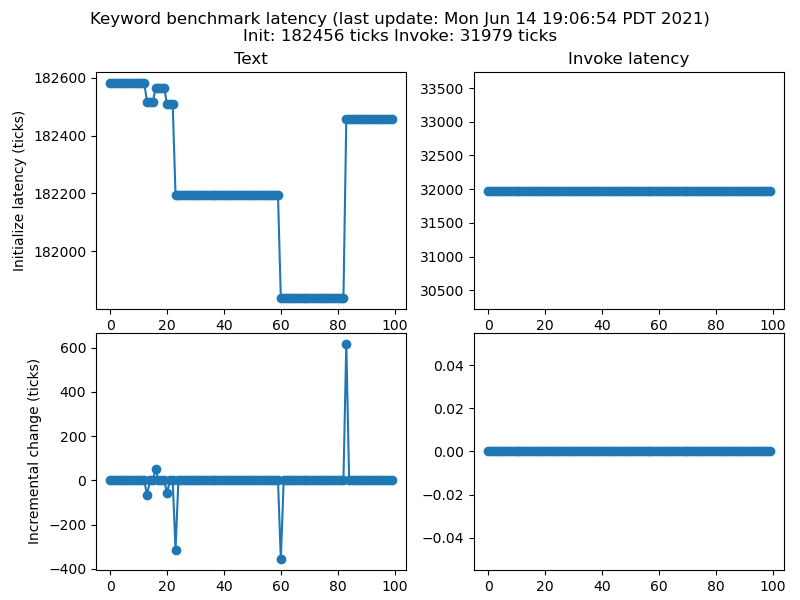 Keyword benchmark latency (last update: Mon Jun 14 19:06:54 PDT 2021)
Init: 182456 ticks Invoke: 31979 ticks
Text
Invoke latency
Initialize latency (ticks)
182600
182400
182200
182000
0 20 40 60 80 100
33500
33000
32500
32000
31500
31000
30500
0 20 40 60 80 100
Incremental change (ticks)
600
400
200
0
−200
−400
0 20 40 60 80 100
0.04
0.02
0.00
−0.02
−0.04
0 20 40 60 80 100